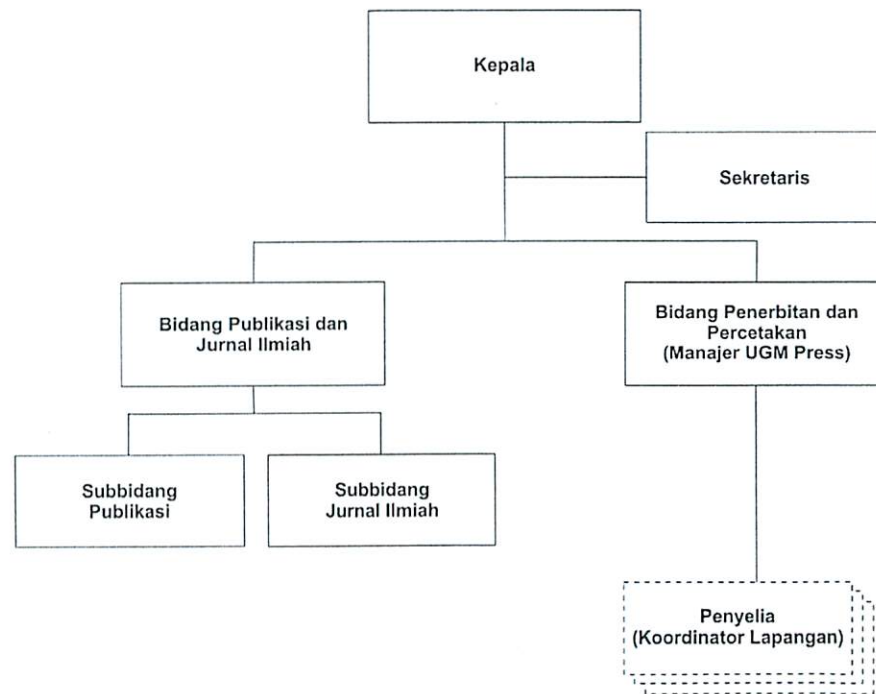 Kepala
Sekretaris
Bidang Publikasi dan
Jurnal Ilmiah
Bidang Penerbitan dan
Percetakan
(Manajer UGM Press)
Subbidang
Publikasi
Subbidang
Jurnal Ilmiah
Penyelia
(Koordinator Lapangan)